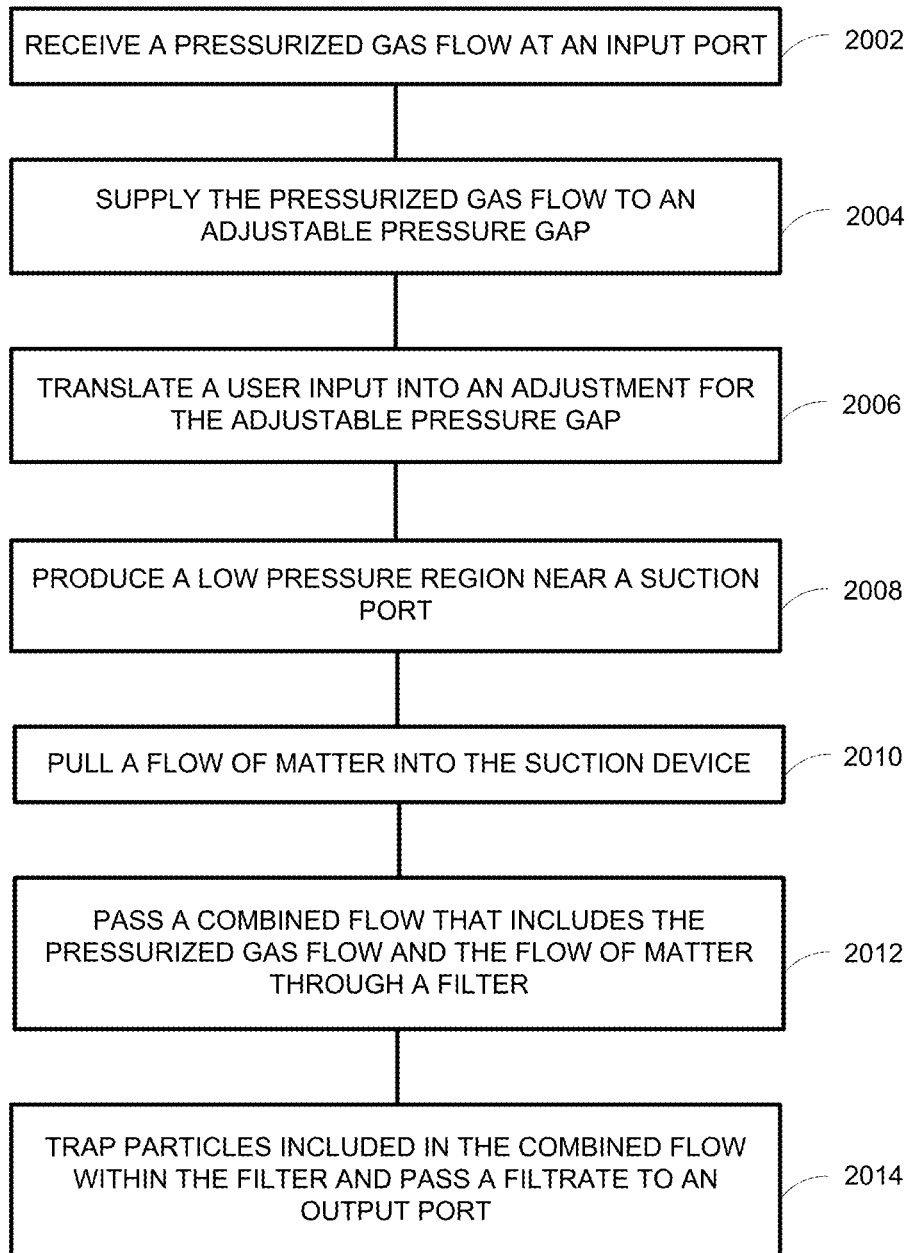 RECEIVE A PRESSURIZED GAS FLOW AT AN INPUT PORT
2002
SUPPLY THE PRESSURIZED GAS FLOW TO AN
ADJUSTABLE PRESSURE GAP
2004
TRANSLATE A USER INPUT INTO AN ADJUSTMENT FOR
THE ADJUSTABLE PRESSURE GAP
2006
PRODUCE A LOW PRESSURE REGION NEAR A SUCTION
PORT
2008
PULL A FLOW OF MATTER INTO THE SUCTION DEVICE
2010
PASS A COMBINED FLOW THAT INCLUDES THE
PRESSURIZED GAS FLOW AND THE FLOW OF MATTER
THROUGH A FILTER
2012
TRAP PARTICLES INCLUDED IN THE COMBINED FLOW
WITHIN THE FILTER AND PASS A FILTRATE TO AN
OUTPUT PORT
2014